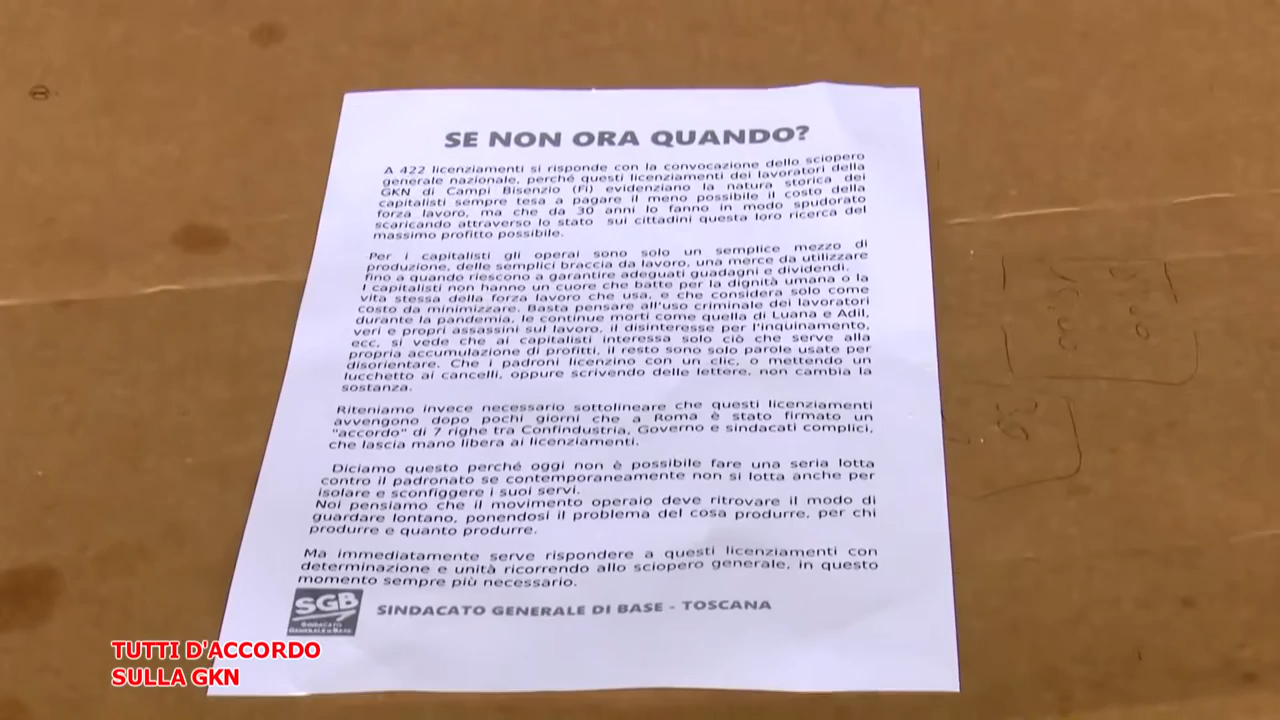 SE NON ORA QUANDO?
A 422 licenziamenti si risponde con la convocazione dello sciopero
generale nazionale, perché questi licenziamenti dei lavoratori della
GKN di Campi Bisenzio (Fi) evidenziano la natura storica dei
capitalisti sempre tesa a pagare il meno possibile il costo della
forza lavoro, ma che da 30 anni lo fanno in modo spudorato
scaricando attraverso lo stato sui cittadini questa loro ricerca del
massimo profitto possibile.
Per i capitalisti gli operai sono solo un semplice mezzo di
produzione, delle semplici braccia da lavoro, una merce da utilizzare
fino a quando riescono a garantire adeguati guadagni e dividendi.
I capitalisti non hanno un cuore che batte per la dignità umana o la
vita stessa della forza lavoro che usa, e che considera solo come
costo da minimizzare. Basta pensare all'uso criminale dei lavoratori
durante la pandemia, le continue morti come quella di Luana e Adil,
veri e propri assassini sul lavoro, il disinteresse per l'inquinamento,
ecc, si vede che ai capitalisti interessa solo ciò che serve alla
propria accumulazione di profitti, il resto sono solo parole usate per
disorientare. Che i padroni licenzino con un clic, o mettendo un
lucchetto ai cancelli, oppure scrivendo delle lettere, non cambia la
sostanza.
Riteniamo invece necessario sottolineare che questi licenziamenti
avvengono dopo pochi giorni che a Roma è stato firmato un
"accordo" di 7 righe tra Confindustria, Governo e sindacati complici,
che lascia mano libera ai licenziamenti.
Diciamo questo perché oggi non è possibile fare una seria lotta
contro il padronato se contemporaneamente non si lotta anche per
isolare e sconfiggere i suoi servi.
Noi pensiamo che il movimento operaio deve ritrovare il modo di
guardare lontano, ponendosi il problema del cosa produrre, per chi
produrre e quanto produrre.
Ma immediatamente serve rispondere a questi licenziamenti con
determinazione e unità ricorrendo allo sciopero generale, in questo
momento sempre più necessario.
SGB
SINDACATO
GENERALE DI BASE
SINDACATO GENERALE DI BASE - TOSCANA
TUTTI D'ACCORDO
SULLA GKN